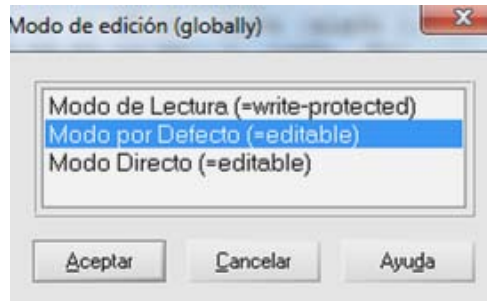 Modo de edición (globally)
Modo de Lectura (=write-protected)
Modo por Defecto (=editable)
Modo Directo (=editable)
Aceptar Cancelar Ayuda